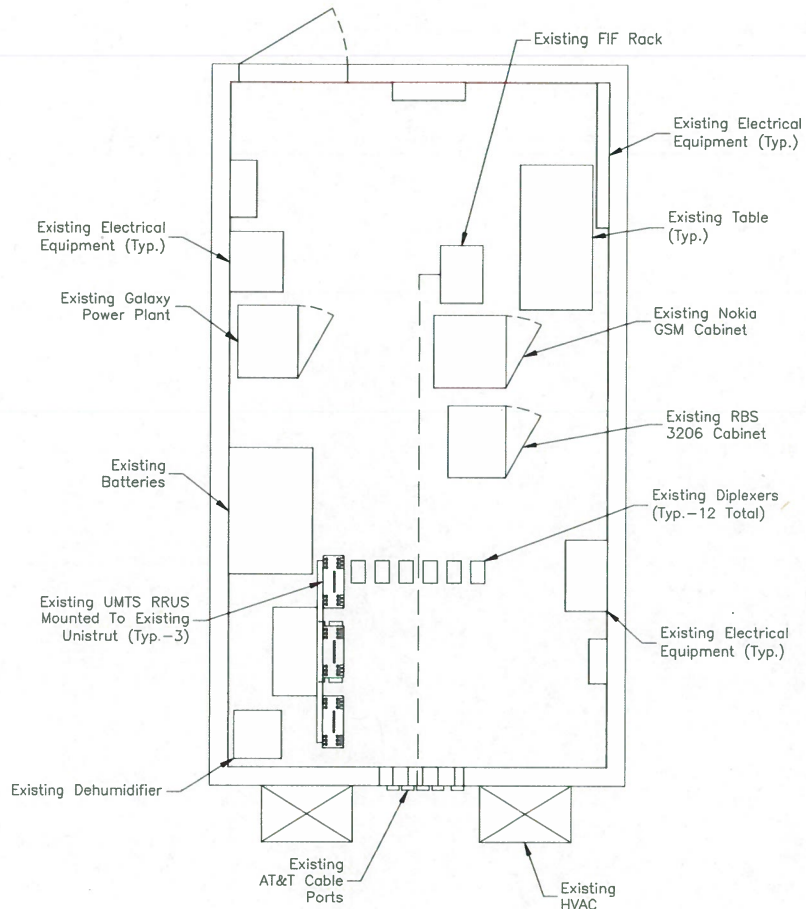 Existing FIF Rack
Existing Electrical
Equipment (Typ.)
Existing Table
(Typ.)
Existing Electrical
Equipment (Typ.)
Existing Galaxy
Power Plant
Existing Nokia
GSM Cabinet
Existing RBS
3206 Cabinet
Existing
Batteries
Existing Diplexers
(Typ.-12 Total)
Existing UMTS RRUS
Mounted To Existing
Unistrut (Typ.-3)
Existing Electrical
Equipment (Typ.)
Existing Dehumidifier
Existing
AT&T Cable
Ports
Existing
HVAC